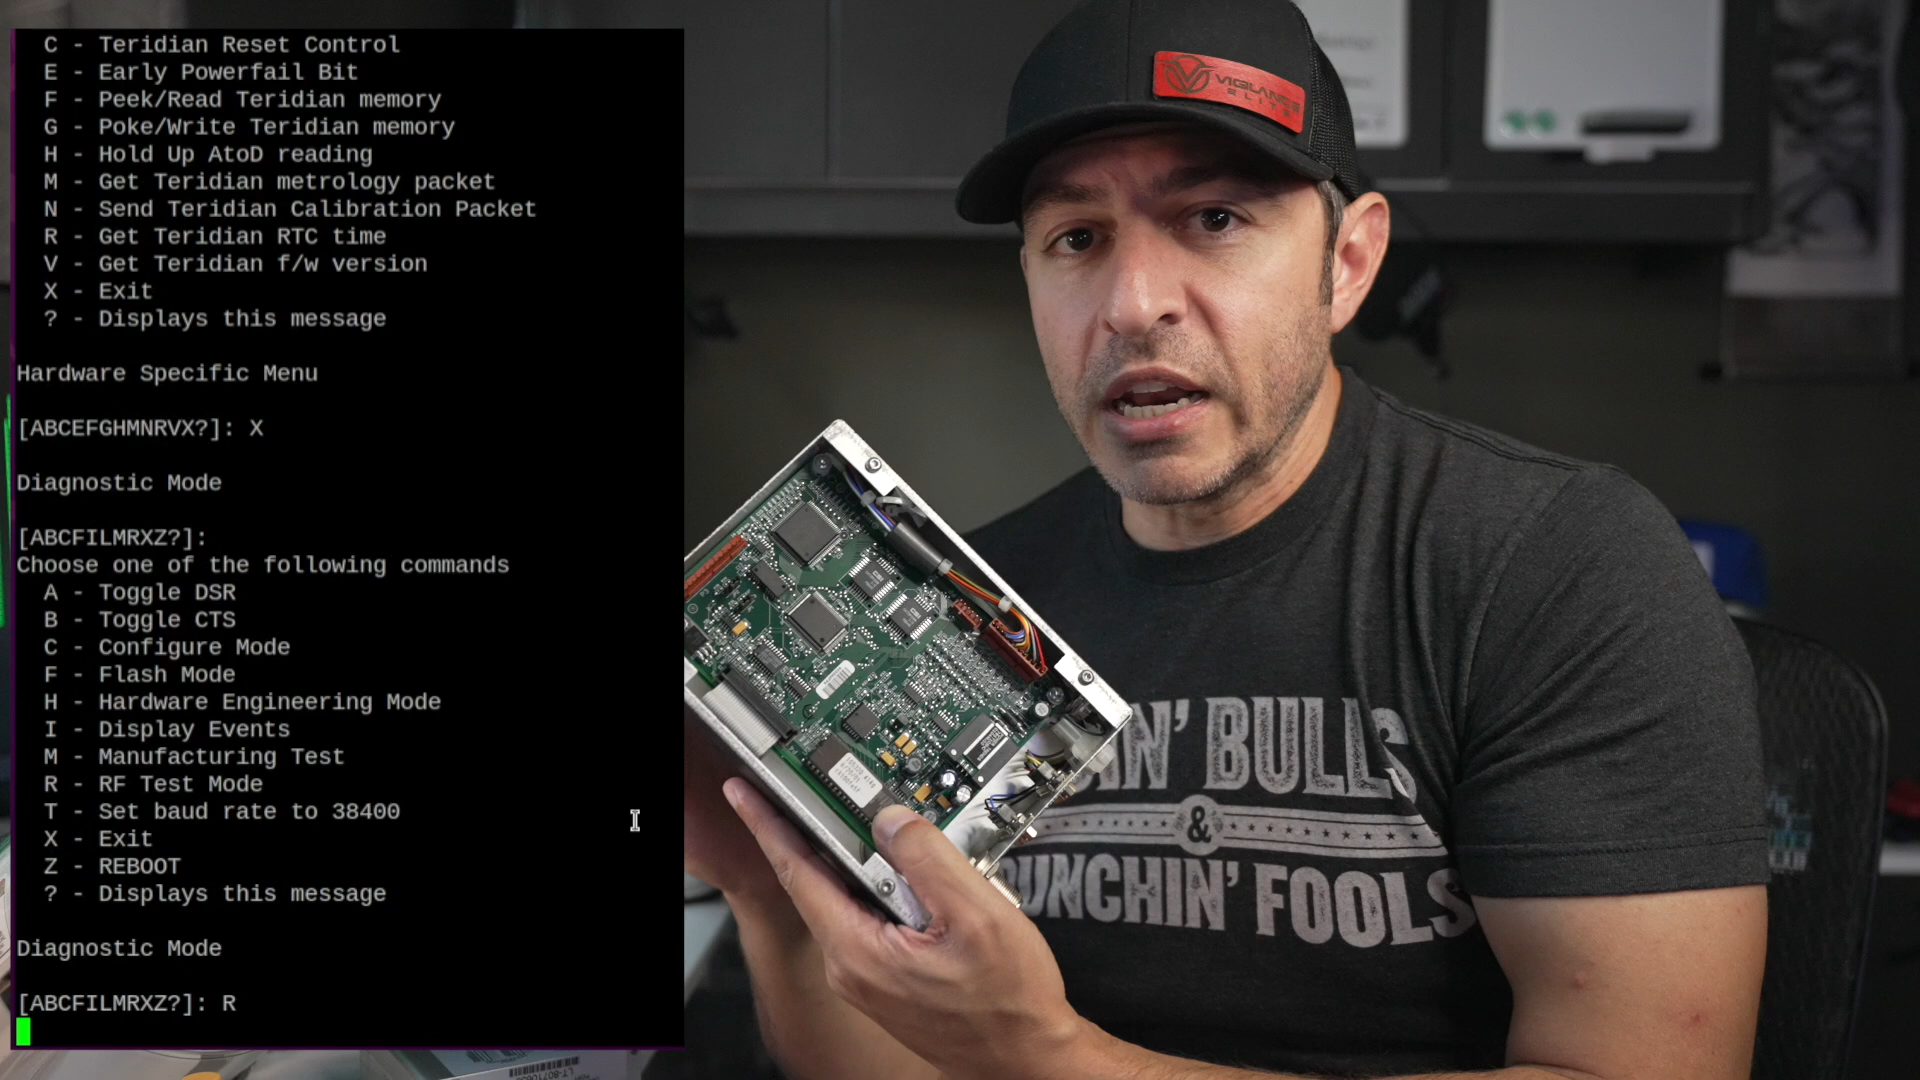 C - Teridian Reset Control
E - Early Powerfail Bit
F - Peek/Read Teridian memory
G - Poke/Write Teridian memory
H - Hold Up AtoD reading
M - Get Teridian metrology packet
N - Send Teridian Calibration Packet
R - Get Teridian RTC time
V - Get Teridian f/w version
X - Exit
? - Displays this message
Hardware Specific Menu
[ABCEFGHMNRVX?]: X
Diagnostic Mode
[ABCFILMRXZ?]:
Choose one of the following commands
A - Toggle DSR
B - Toggle CTS
C - Configure Mode
F - Flash Mode
H - Hardware Engineering Mode
I - Display Events
M - Manufacturing Test
R - RF Test Mode
T - Set baud rate to 38400
X - Exit
Z - REBOOT
? - Displays this message
Diagnostic Mode
[ABCFILMRXZ?]: R
VIGILANCE
ELITE
IN' BULLS
&
UNCHIN' FOOLS